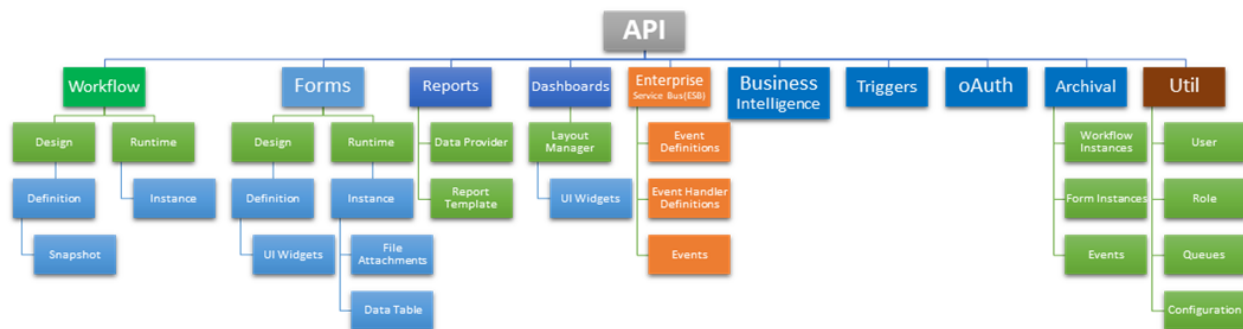 API
Workflow
Forms
Reports
Dashboards
Enterprise
Service Bus(ESB)
Business
Intelligence
Triggers
oAuth
Archival
Util
Design
Runtime
Design
Runtime
Data Provider
Layout
Manager
Event
Definitions
Workflow
Instances
User
Definition
Instance
Definition
Instance
Report
Template
UI Widgets
Event Handler
Definitions
Form Instances
Role
Snapshot
UI Widgets
File
Attachments
Events
Events
Queues
Data Table
Configuration